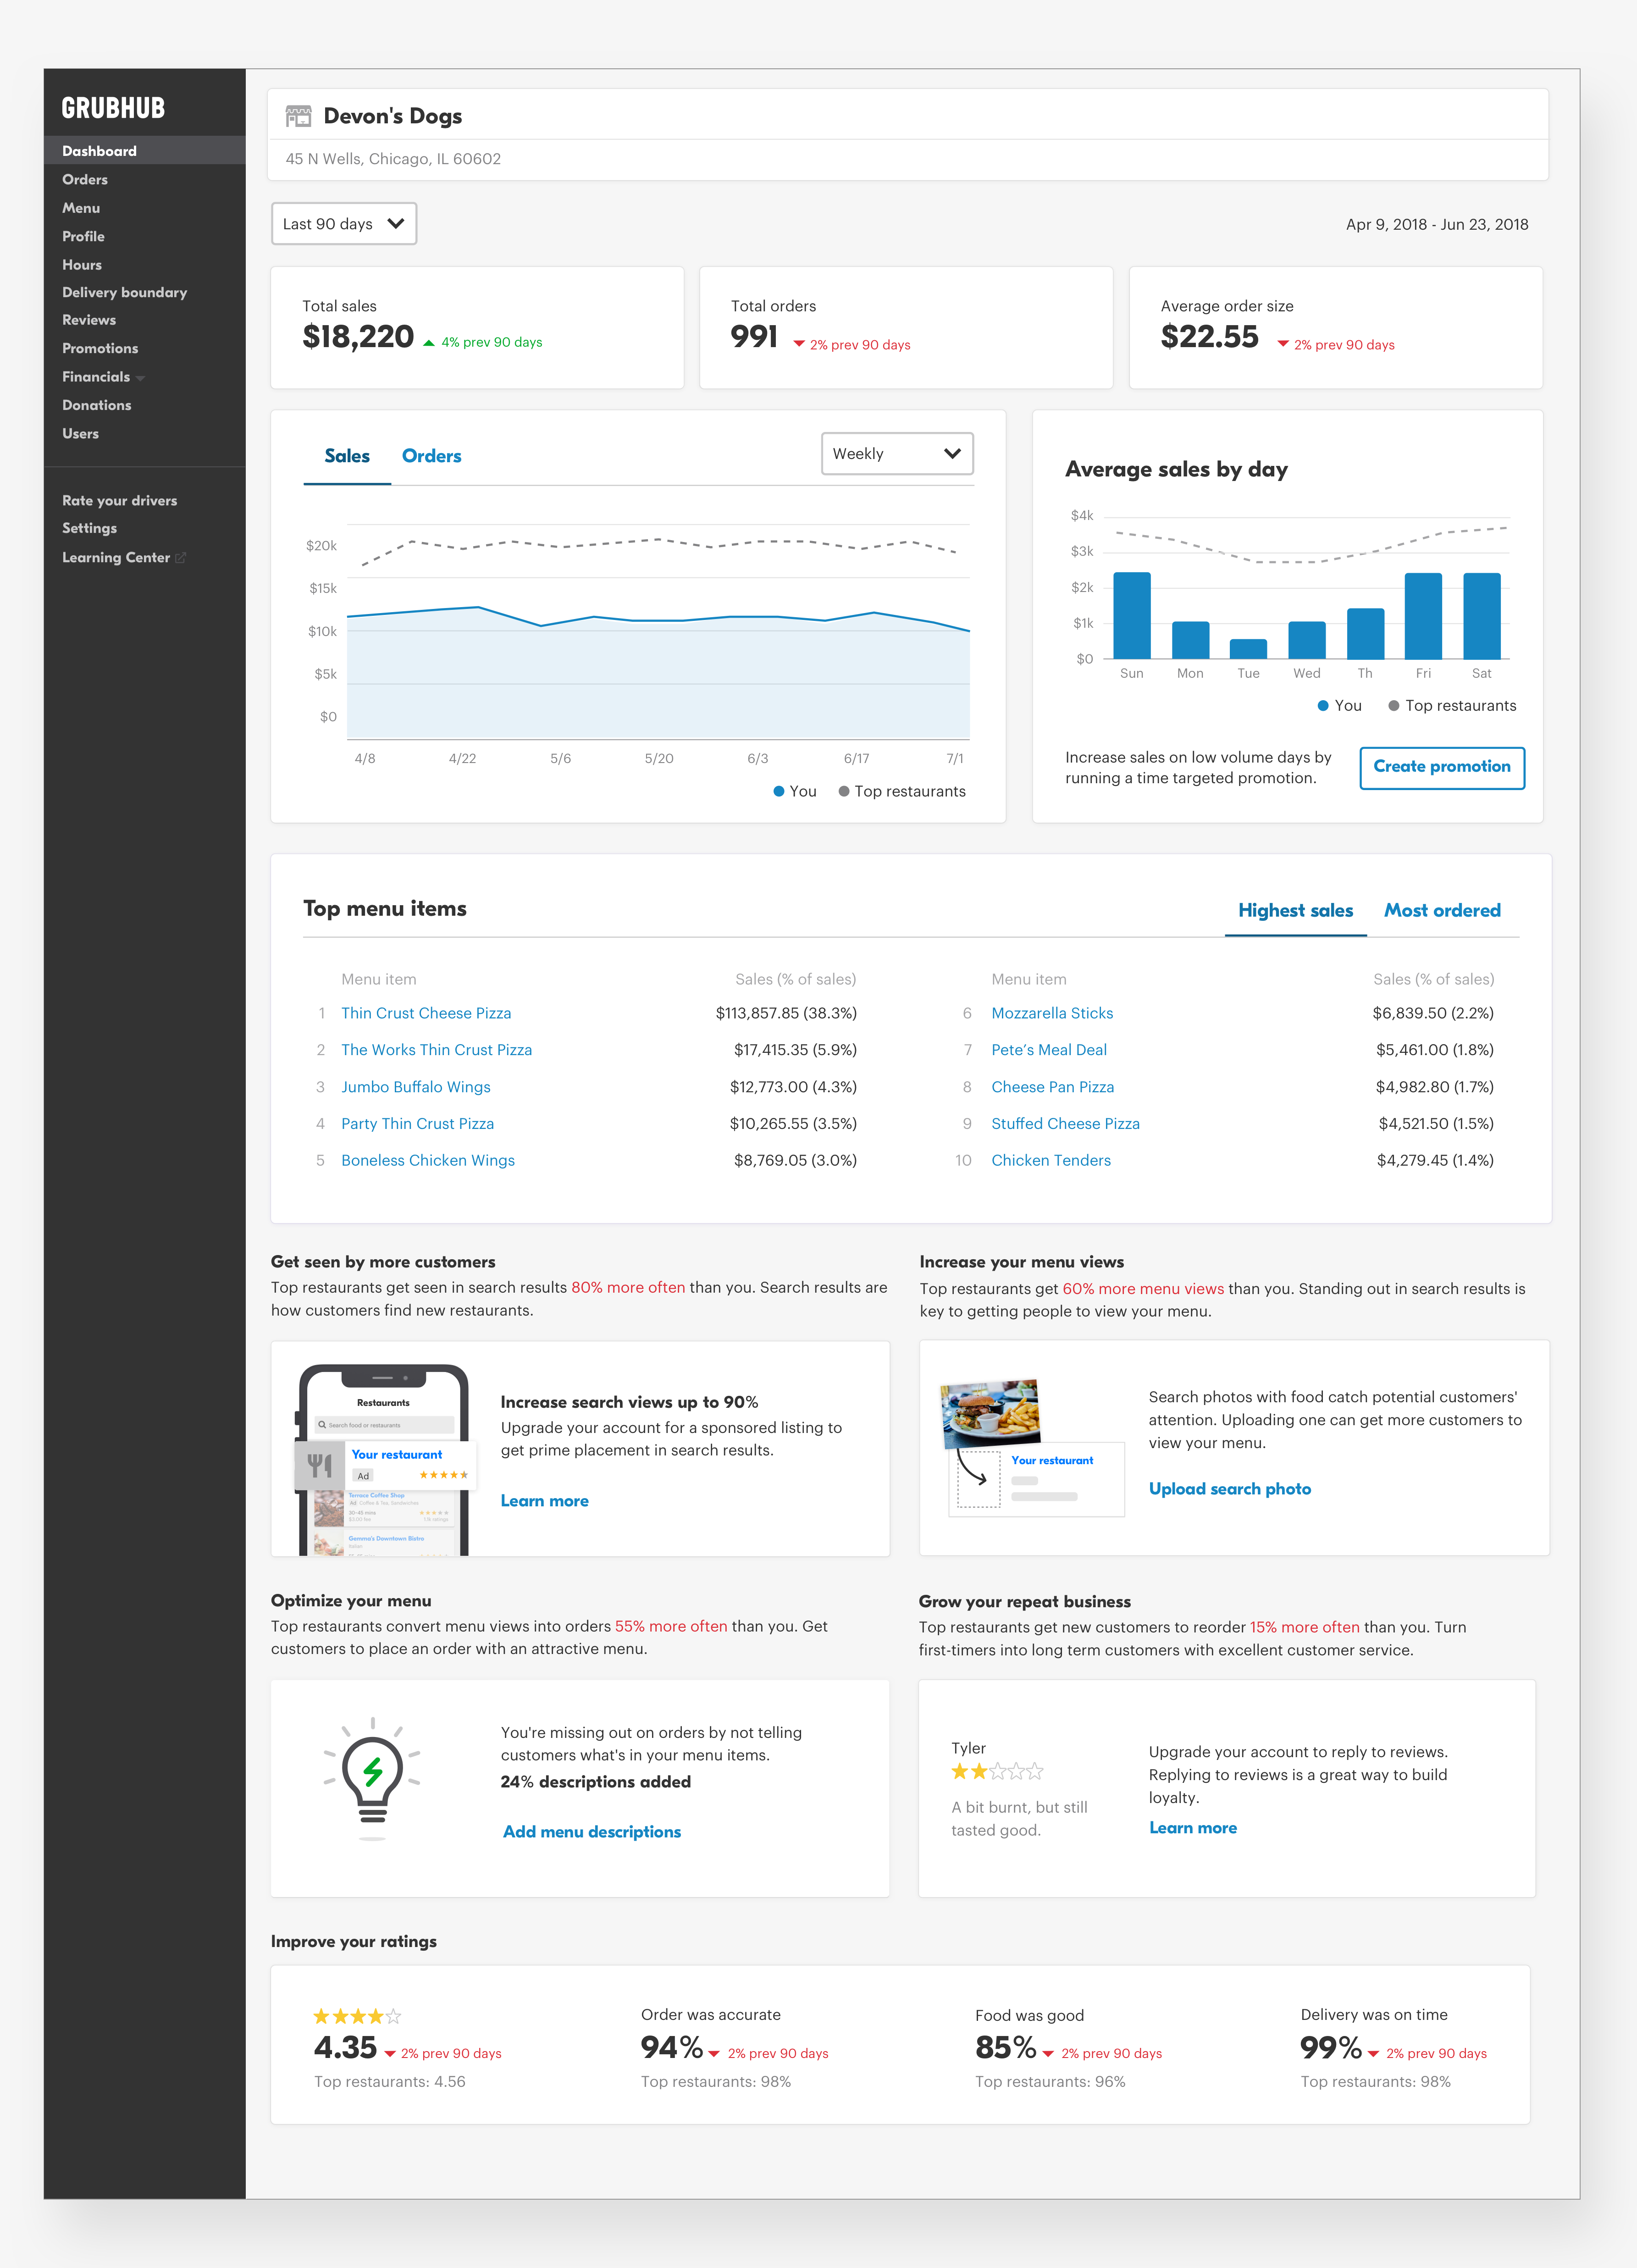 GRUBHUB
Dashboard
Orders
Menu
Profile
Hours
Delivery boundary
Reviews
Promotions
Financials
Donations
Users
Rate your drivers
Settings
Learning Center
Devon's Dogs
45 N Wells, Chicago, IL 60602
Last 90 days
Apr 9, 2018 - Jun 23, 2018
Total sales
$18,220 4% prev 90 days
Total orders
991 2% prev 90 days
Average order size
$22.55 2% prev 90 days
Sales Orders
Weekly
$20k
$15k
$10k
$5k
$0
4/8 4/22 5/6 5/20 6/3 6/17 7/1
You Top restaurants
Average sales by day
$4k
$3k
$2k
$1k
$0
Sun Mon Tue Wed Th Fri Sat
You Top restaurants
Increase sales on low volume days by
running a time targeted promotion.
Create promotion
Top menu items
Highest sales Most ordered
Menu item Sales (% of sales)
1 Thin Crust Cheese Pizza $113,857.85 (38.3%)
2 The Works Thin Crust Pizza $17,415.35 (5.9%)
3 Jumbo Buffalo Wings $12,773.00 (4.3%)
4 Party Thin Crust Pizza $10,265.55 (3.5%)
5 Boneless Chicken Wings $8,769.05 (3.0%)
Menu item Sales (% of sales)
6 Mozzarella Sticks $6,839.50 (2.2%)
7 Pete's Meal Deal $5,461.00 (1.8%)
8 Cheese Pan Pizza $4,982.80 (1.7%)
9 Stuffed Cheese Pizza $4,521.50 (1.5%)
10 Chicken Tenders $4,279.45 (1.4%)
Get seen by more customers
Top restaurants get seen in search results 80% more often than you. Search results are
how customers find new restaurants.
Restaurants
Search food or restaurants
Your restaurant
Ad
Terraco Coffee Shop
Ad Coffee & Tea, Sandwiches
30-45 mins
$3.00 fee
Gemma's Downtown Bistro
Italian
Increase search views up to 90%
Upgrade your account for a sponsored listing to
get prime placement in search results.
Learn more
Increase your menu views
Top restaurants get 60% more menu views than you. Standing out in search results is
key to getting people to view your menu.
Your restaurant
Search photos with food catch potential customers'
attention. Uploading one can get more customers to
view your menu.
Upload search photo
Optimize your menu
Top restaurants convert menu views into orders 55% more often than you. Get
customers to place an order with an attractive menu.
You're missing out on orders by not telling
customers what's in your menu items.
24% descriptions added
Add menu descriptions
Grow your repeat business
Top restaurants get new customers to reorder 15% more often than you. Turn
first-timers into long term customers with excellent customer service.
Tyler
A bit burnt, but still
tasted good.
Upgrade your account to reply to reviews.
Replying to reviews is a great way to build
loyalty.
Learn more
Improve your ratings
4.35 2% prev 90 days
Top restaurants: 4.56
Order was accurate
94% 2% prev 90 days
Top restaurants: 98%
Food was good
85% 2% prev 90 days
Top restaurants: 96%
Delivery was on time
99% 2% prev 90 days
Top restaurants: 98%